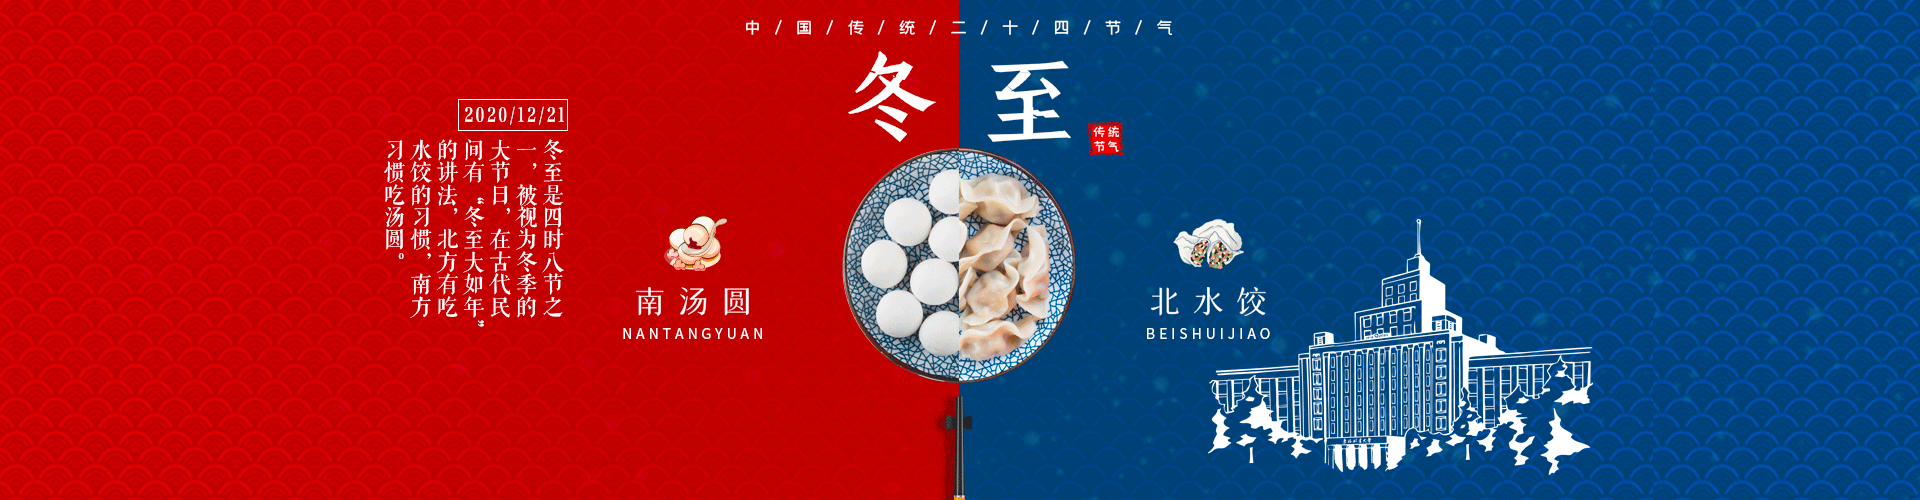 中/国/传/统/二/十/四/节/气
冬至
传统
节气
2020/12/21
冬至是四时八节之
一，被视为冬季的
大节日，在古代民
间有“冬至大如年”
的讲法，北方有吃
水饺的习惯，南方
习惯吃汤圆。
南汤圆
NANTANGYUAN
北水饺
BEISHUIJIAO